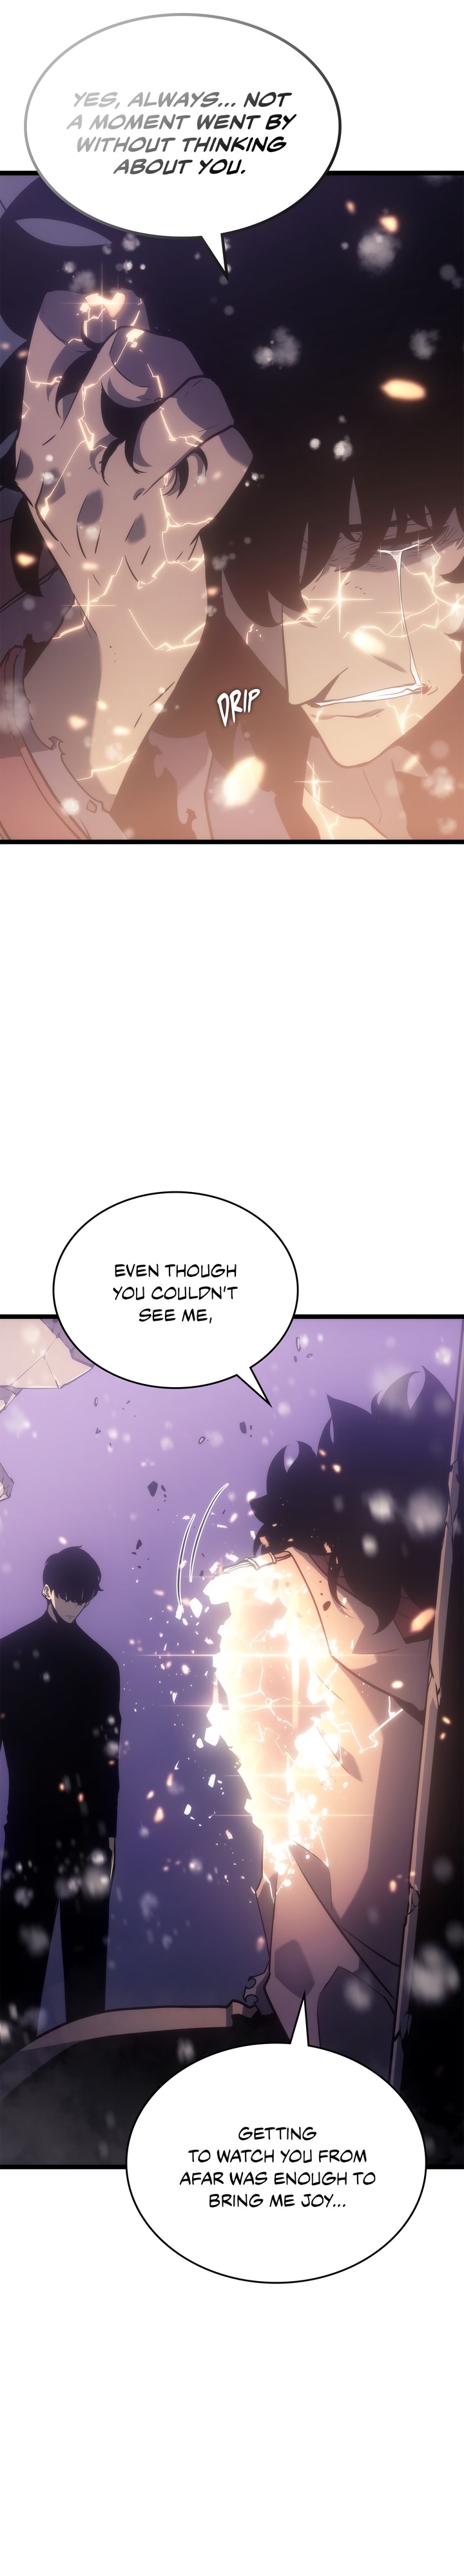 YES, ALWAYS... NOT
A MOMENT WENT BY
WITHOUT THINKING
ABOUT YOU.
DRIP
EVEN THOUGH
YOU COULDN'T
SEE ME,
GETTING
TO WATCH YOU FROM
AFAR WAS ENOUGH TO
BRING ME JOY...